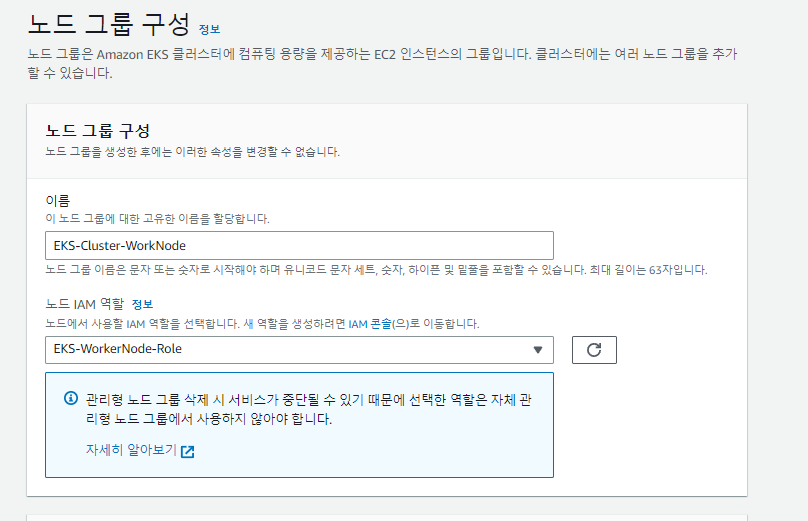 노드 그룹 구성 정보
노드 그룹은 Amazon EKS 클러스터에 컴퓨팅 용량을 제공하는 EC2 인스턴스의 그룹입니다. 클러스터에는 여러 노드 그룹을 추가
할 수 있습니다.
노드 그룹 구성
노드 그룹을 생성한 후에는 이러한 속성을 변경할 수 없습니다.
이름
이 노드 그룹에 대한 고유한 이름을 할당합니다.
EKS-Cluster-WorkNode
노드 그룹 이름은 문자 또는 숫자로 시작해야 하며 유니코드 문자 세트, 숫자, 하이픈 및 밑줄을 포함할 수 있습니다. 최대 길이는 63자입니다.
노드 IAM 역할 정보
노드에서 사용할 IAM 역할을 선택합니다. 새 역할을 생성하려면 IAM 콘솔(으)로 이동합니다.
EKS-WorkerNode-Role
관리형 노드 그룹 삭제 시 서비스가 중단될 수 있기 때문에 선택한 역할은 자체 관
리형 노드 그룹에서 사용하지 않아야 합니다.
자세히 알아보기